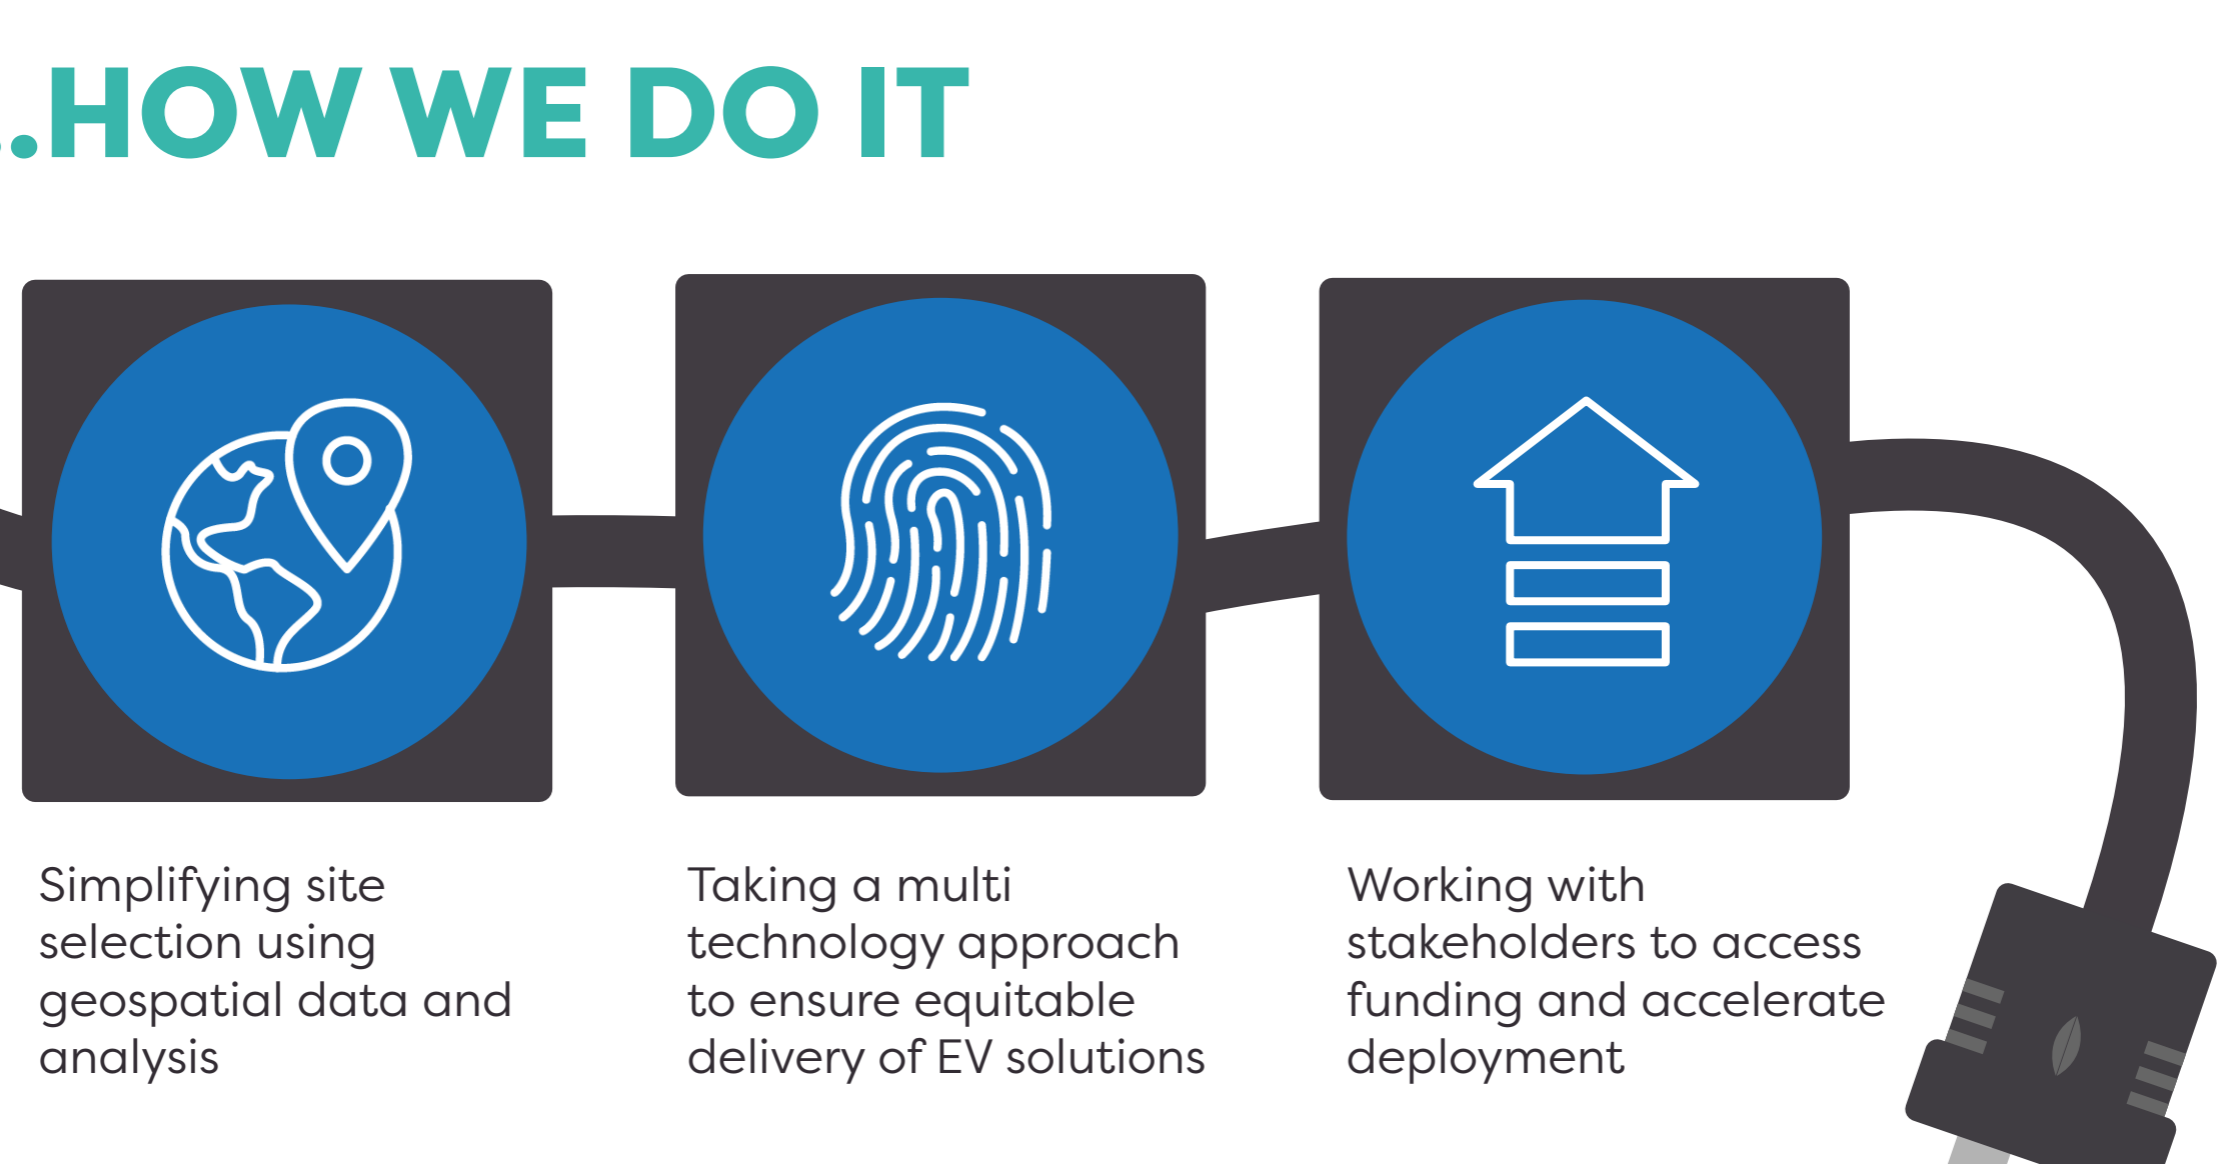 ..HOW WE DO IT
Simplifying site
selection using
geospatial data and
analysis
Taking a multi
technology approach
to ensure equitable
delivery of EV solutions
Working with
stakeholders to access
funding and accelerate
deployment